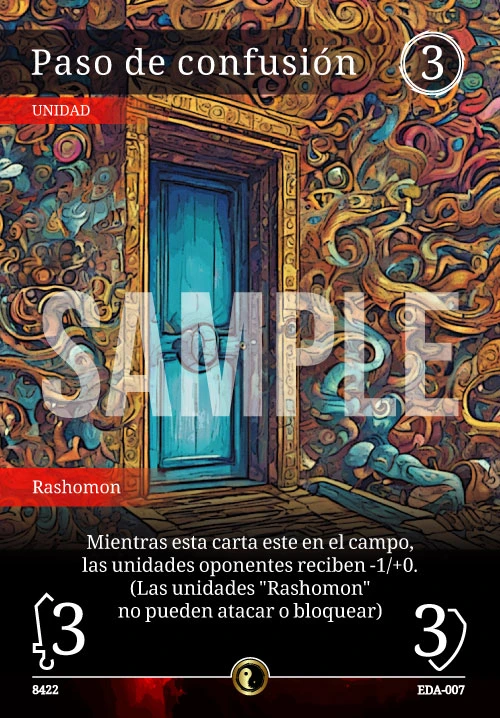 Paso de confusión
3
UNIDAD
SAMPLE
Rashomon
Mientras esta carta este en el campo,
las unidades oponentes reciben -1/+0.
(Las unidades "Rashomon"
no pueden atacar o bloquear)
3
3
8422
EDA-007